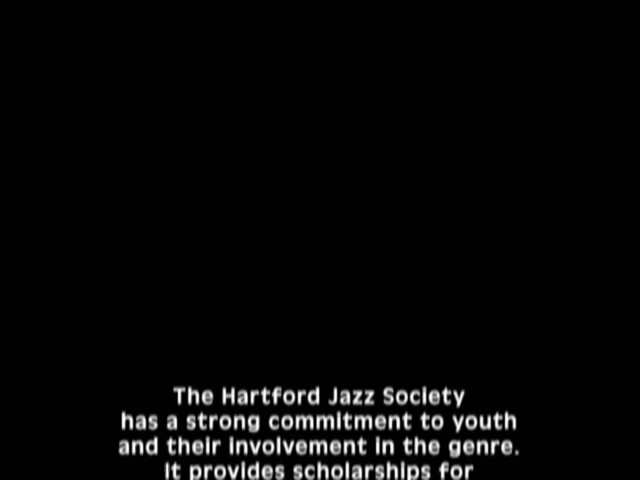 The Hartford Jazz Society
has a strong commitment to youth
and their involvement in the genre.
It provides scholarships for